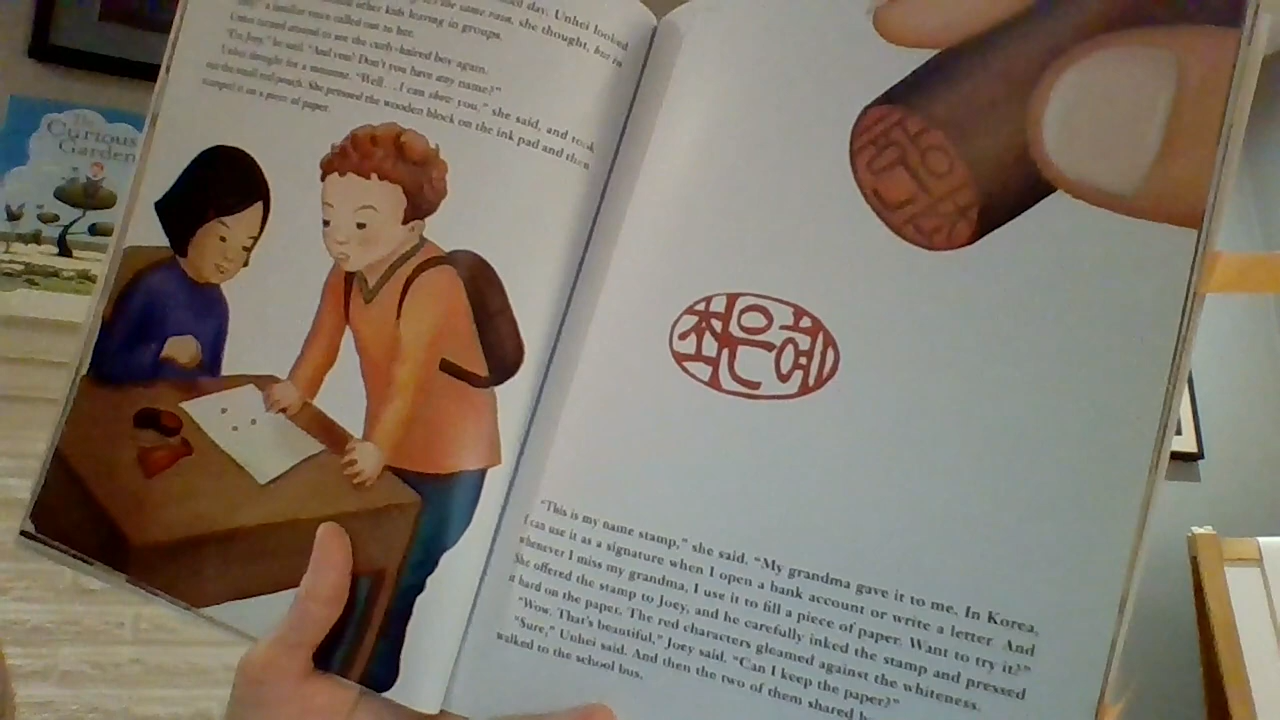 The
Curious
Garden
day. Unhei looked
the same room, she thought, but in
other kids leaving in groups.
a familiar voice called out to her.
Unhei turned around to see the curly-haired boy again.
"I'm Joey," he said. "And you? Don't you have any name?"
Unhei thought for a moment. "Well... I can show you," she said, and took
out the small red pouch. She pressed the wooden block on the ink pad and then
stamped it on a piece of paper.
은혜
"This is my name stamp," she said. "My grandma gave it to me. In Korea,
I can use it as a signature when I open a bank account or write a letter. And
whenever I miss my grandma, I use it to fill a piece of paper. Want to try it?"
She offered the stamp to Joey, and he carefully inked the stamp and pressed
it hard on the paper. The red characters gleamed against the whiteness.
"Wow. That's beautiful," Joey said. "Can I keep the paper?"
"Sure," Unhei said. And then the two of them shared
walked to the school bus.